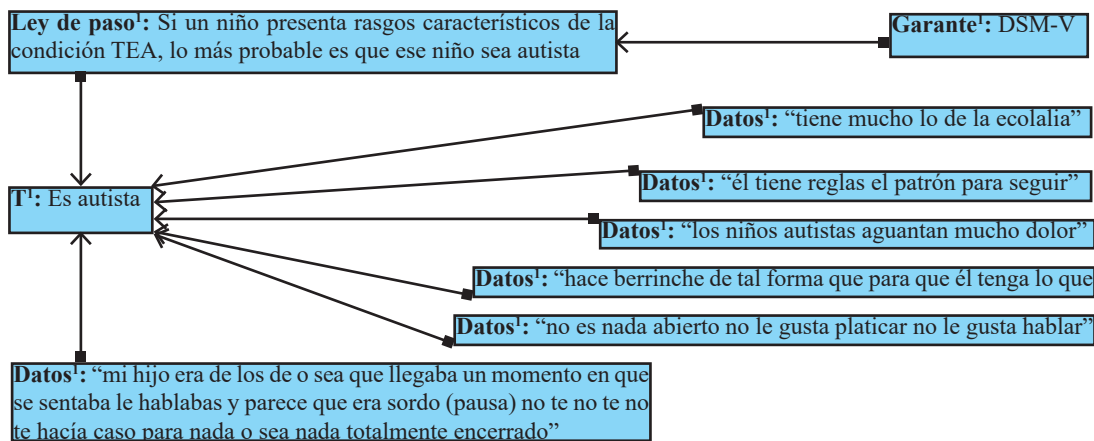 Ley de paso¹: Si un niño presenta rasgos característicos de la
condición TEA, lo más probable es que ese niño sea autista
Garante¹: DSM-V
Datos¹: “tiene mucho lo de la ecolalia”
Datos¹: “él tiene reglas el patrón para seguir”
T¹: Es autista
Datos¹: “los niños autistas aguantan mucho dolor”
Datos¹: “hace berrinche de tal forma que para que él tenga lo que
Datos¹: “no es nada abierto no le gusta platicar no le gusta hablar”
Datos¹: “mi hijo era de los de o sea que llegaba un momento en que
se sentaba le hablabas y parece que era sordo (pausa) no te no te no
te hacía caso para nada o sea nada totalmente encerrado”